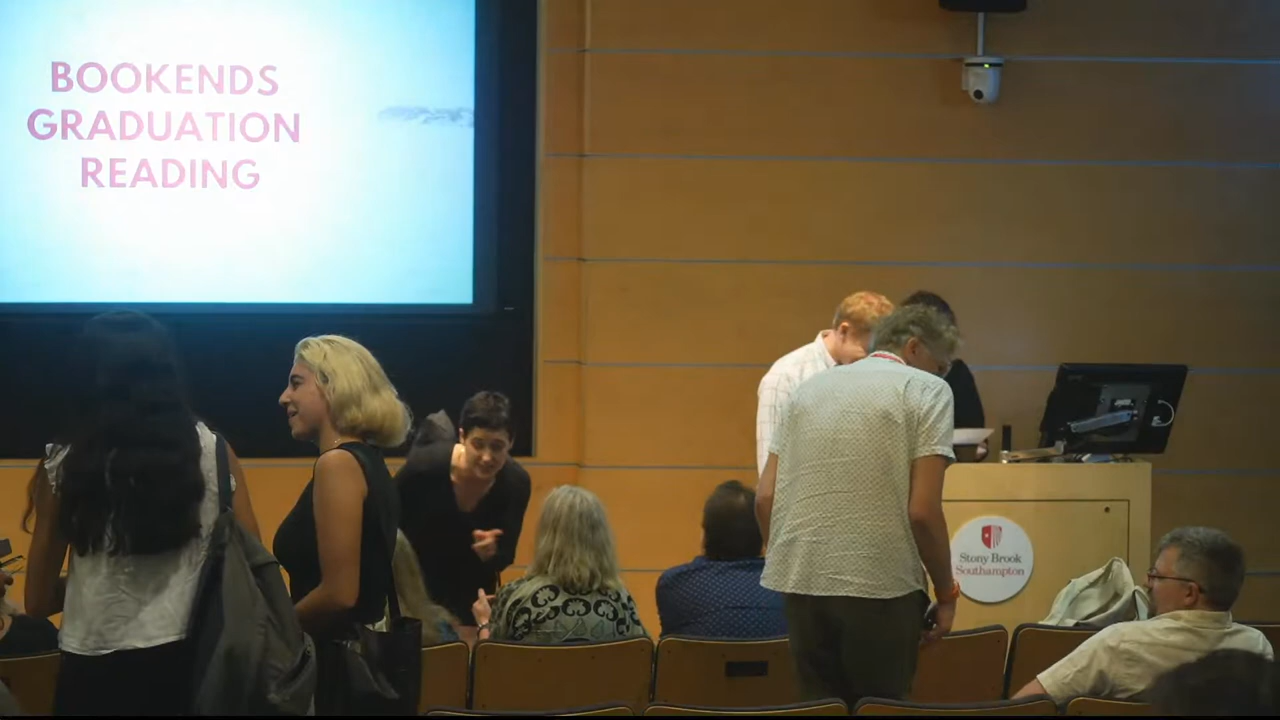 BOOKENDS
GRADUATION
READING
Stony Brook
Southampton